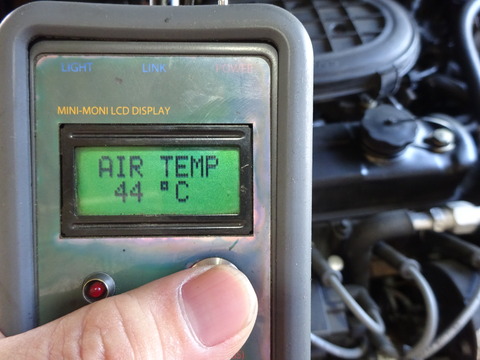 LIGHT LINK POWER
MINI-MONI LCD DISPLAY
AIR TEMP
44 °C